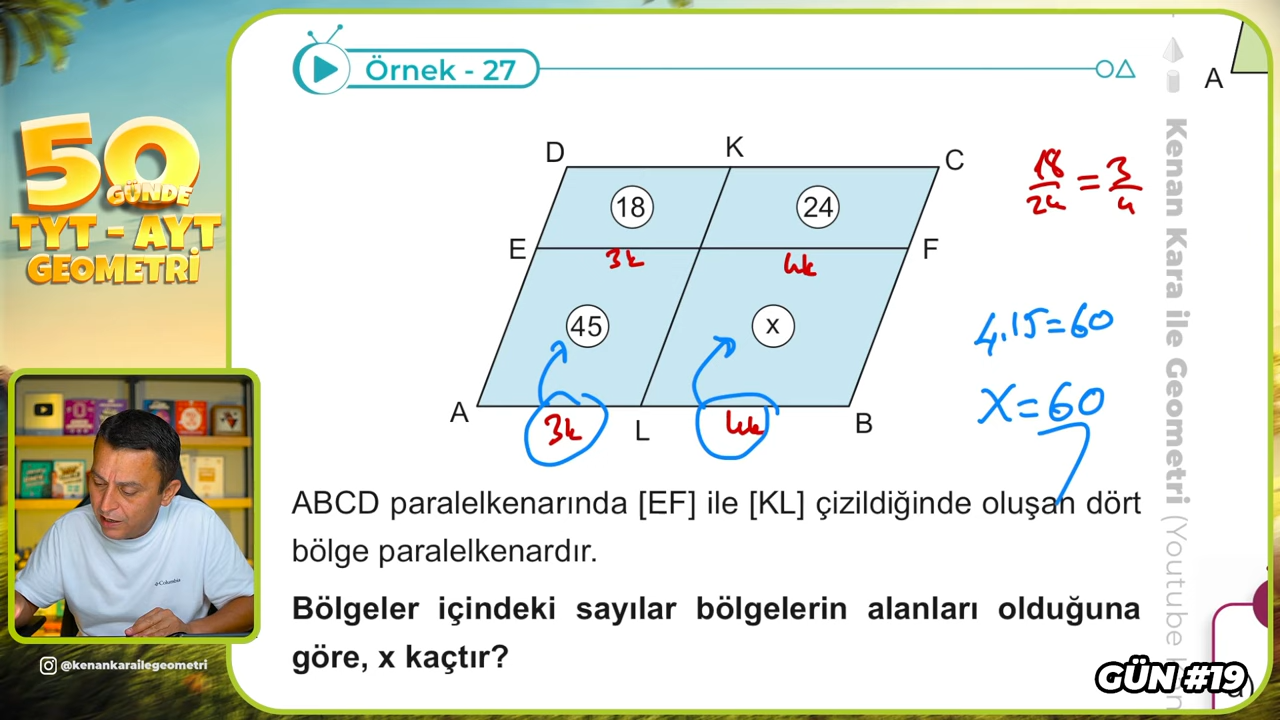 50
GÜNDE
TYT - AYT
GEOMETRİ
Örnek - 27
D
K
C
18
24
E
F
3k
4k
45
x
A
L
B
3k
4k
18/24 = 3/4
4.15=60
X=60
A
ABCD paralelkenarında [EF] ile [KL] çizildiğinde oluşan dört
bölge paralelkenardır.
Bölgeler içindeki sayılar bölgelerin alanları olduğuna
göre, x kaçtır?
Kenan Kara ile Geometri (Youtube
Columbia
@kenankarailegeometri
GÜN #19